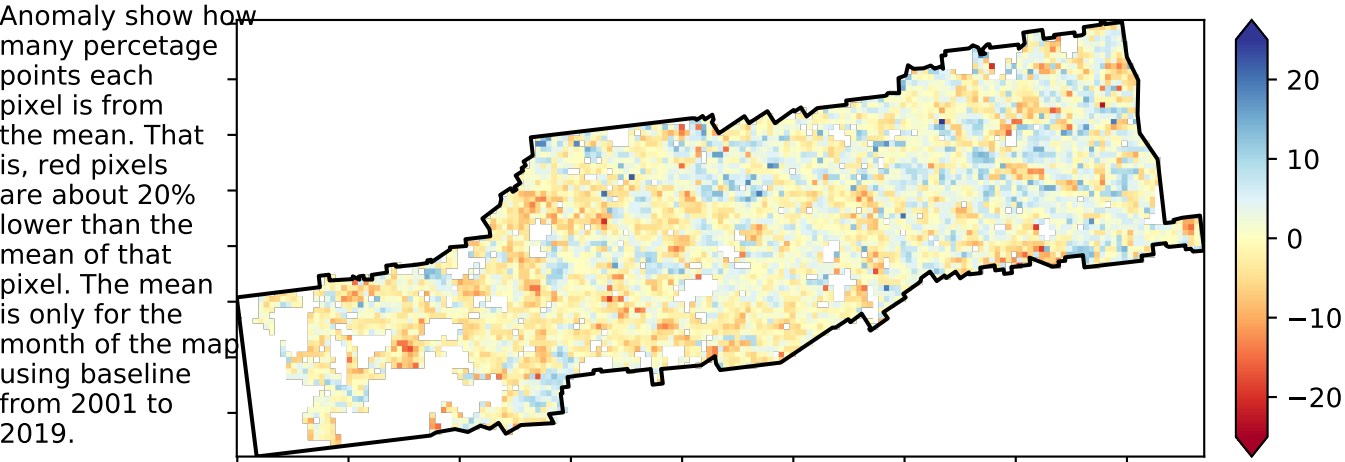 Anomaly show how
many percetage
points each
pixel is from
the mean. That
is, red pixels
are about 20%
lower than the
mean of that
pixel. The mean
is only for the
month of the map
using baseline
from 2001 to
2019.
20
10
0
−10
−20